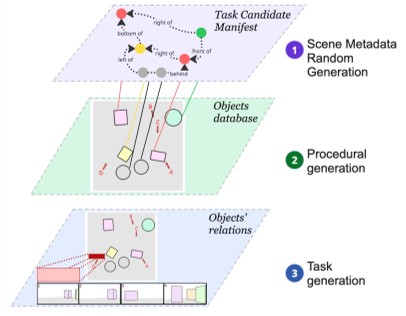 Task Candidate
Manifest
right of
bottom of
right of
front of
left of
behind
1 Scene Metadata
Random
Generation
Objects
database
B
C
D
A
2 Procedural
generation
Objects'
relations
3 Task
generation